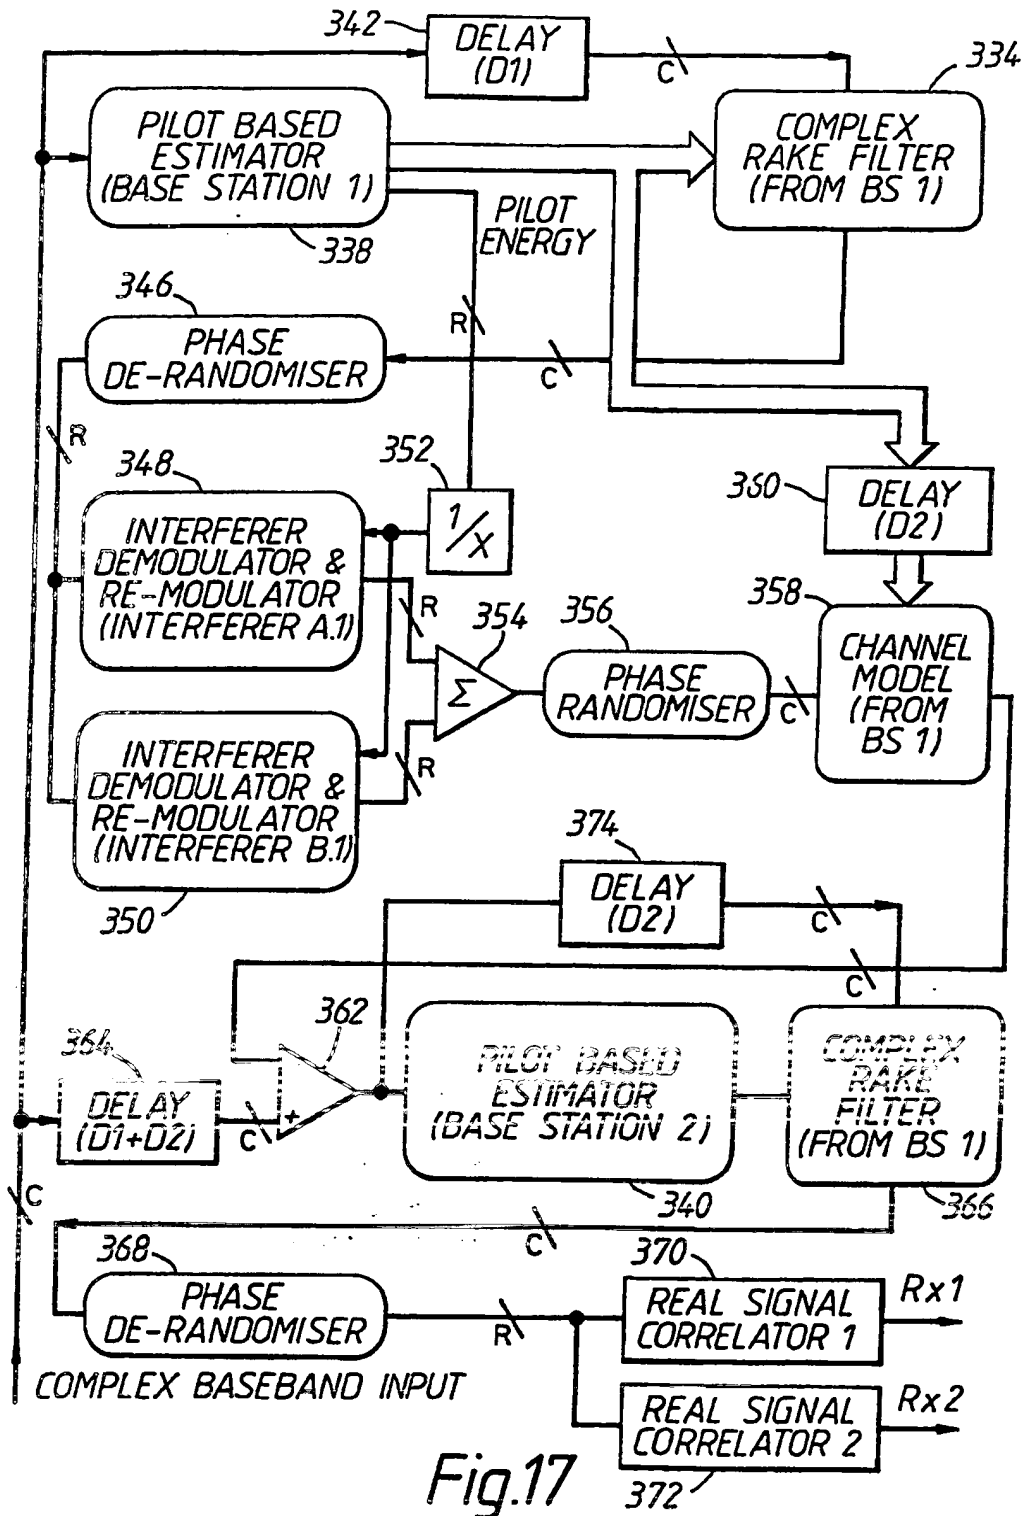 342
DELAY
(D1)
C
334
PILOT BASED
ESTIMATOR
(BASE STATION 1)
338
COMPLEX
RAKE FILTER
(FROM BS 1)
PILOT
ENERGY
346
PHASE
DE-RANDOMISER
R
C
R
348
352
1/X
360
DELAY
(D2)
INTERFERER
DEMODULATOR &
RE-MODULATOR
(INTERFERER A.1)
R
354
Σ
356
PHASE
RANDOMISER
C
358
CHANNEL
MODEL
(FROM
BS 1)
INTERFERER
DEMODULATOR &
RE-MODULATOR
(INTERFERER B.1)
R
350
374
DELAY
(D2)
C
C
364
362
DELAY
(D1+D2)
C
+
PILOT BASED
ESTIMATOR
(BASE STATION 2)
340
COMPLEX
RAKE
FILTER
(FROM BS 1)
366
C
C
368
PHASE
DE-RANDOMISER
R
370
REAL SIGNAL
CORRELATOR 1
Rx1
COMPLEX BASEBAND INPUT
REAL SIGNAL
CORRELATOR 2
Rx2
372
Fig.17